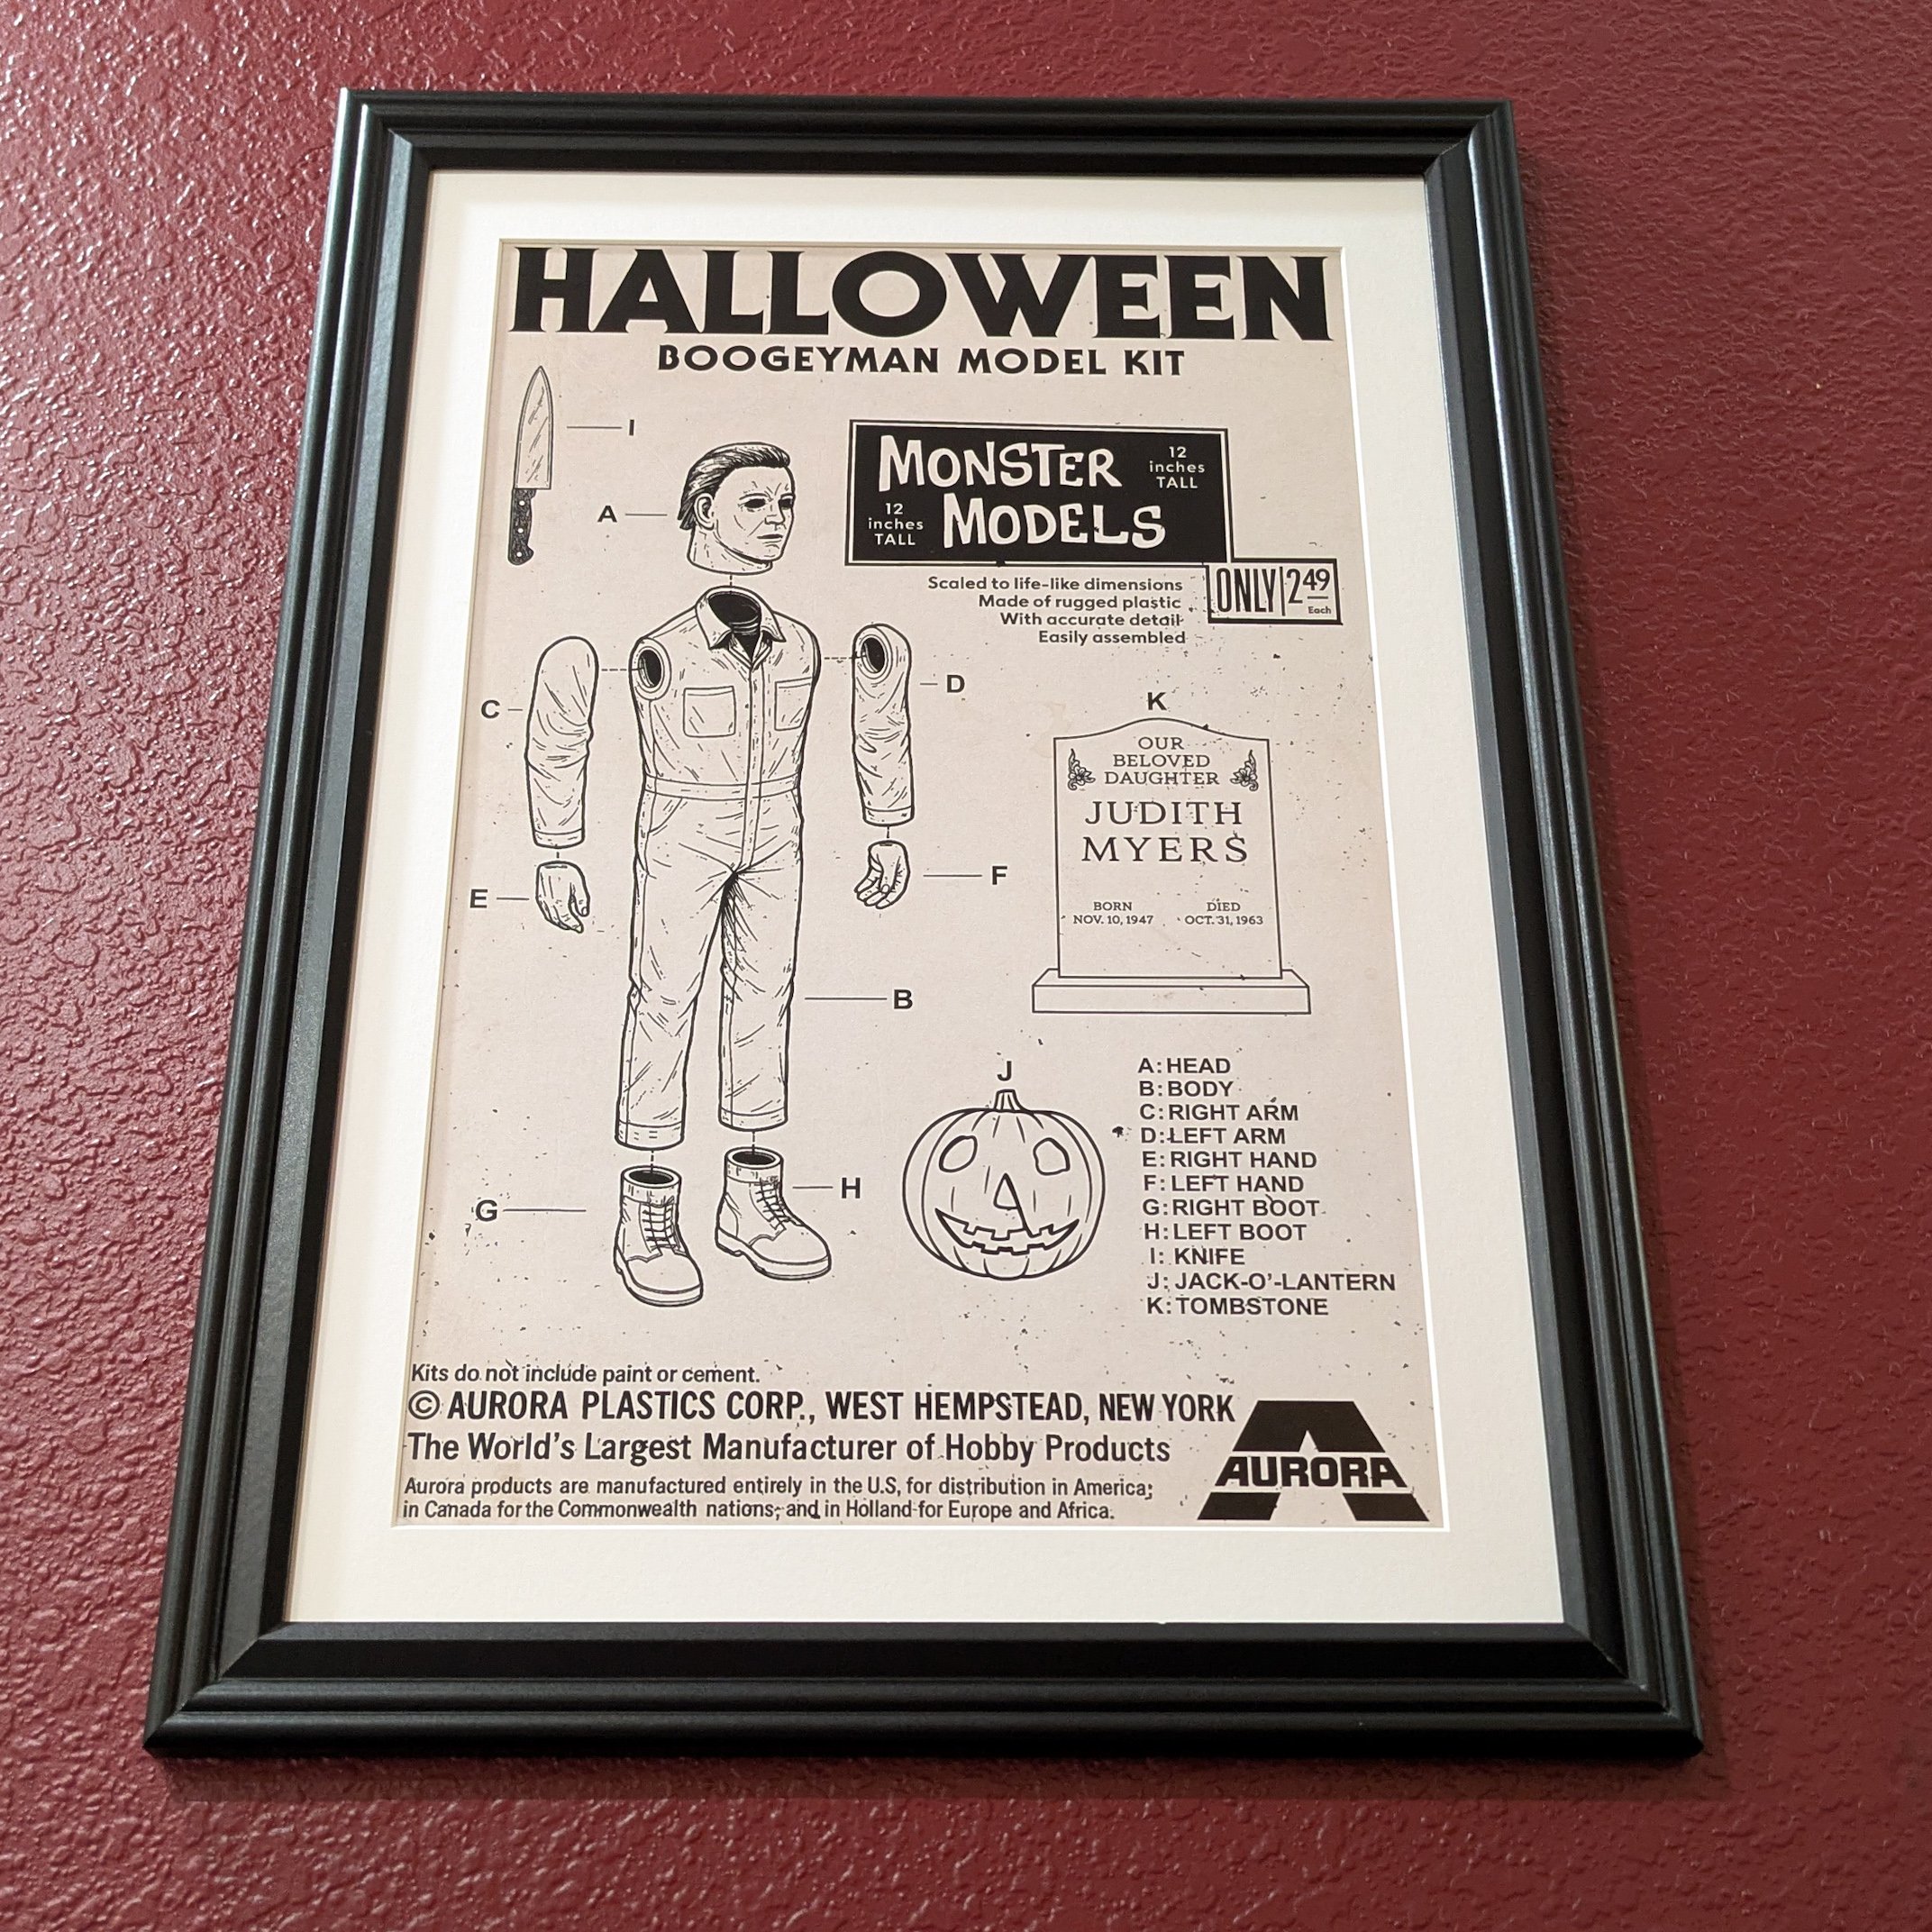 HALLOWEEN
BOOGEYMAN MODEL KIT
I
A
MONSTER
MODELS
12
inches
TALL
12
inches
TALL
Scaled to life-like dimensions
Made of rugged plastic
With accurate detail
Easily assembled
ONLY 2 49
Each
C
D
E
F
B
G
H
K
OUR
BELOVED
DAUGHTER
JUDITH
MYERS
BORN
NOV. 10, 1947
DIED
OCT. 31, 1963
J
A: HEAD
B: BODY
C: RIGHT ARM
D: LEFT ARM
E: RIGHT HAND
F: LEFT HAND
G: RIGHT BOOT
H: LEFT BOOT
I: KNIFE
J: JACK-O'-LANTERN
K: TOMBSTONE
Kits do not include paint or cement.
© AURORA PLASTICS CORP., WEST HEMPSTEAD, NEW YORK
The World's Largest Manufacturer of Hobby Products
Aurora products are manufactured entirely in the U.S, for distribution in America;
in Canada for the Commonwealth nations; and in Holland for Europe and Africa.
AURORA